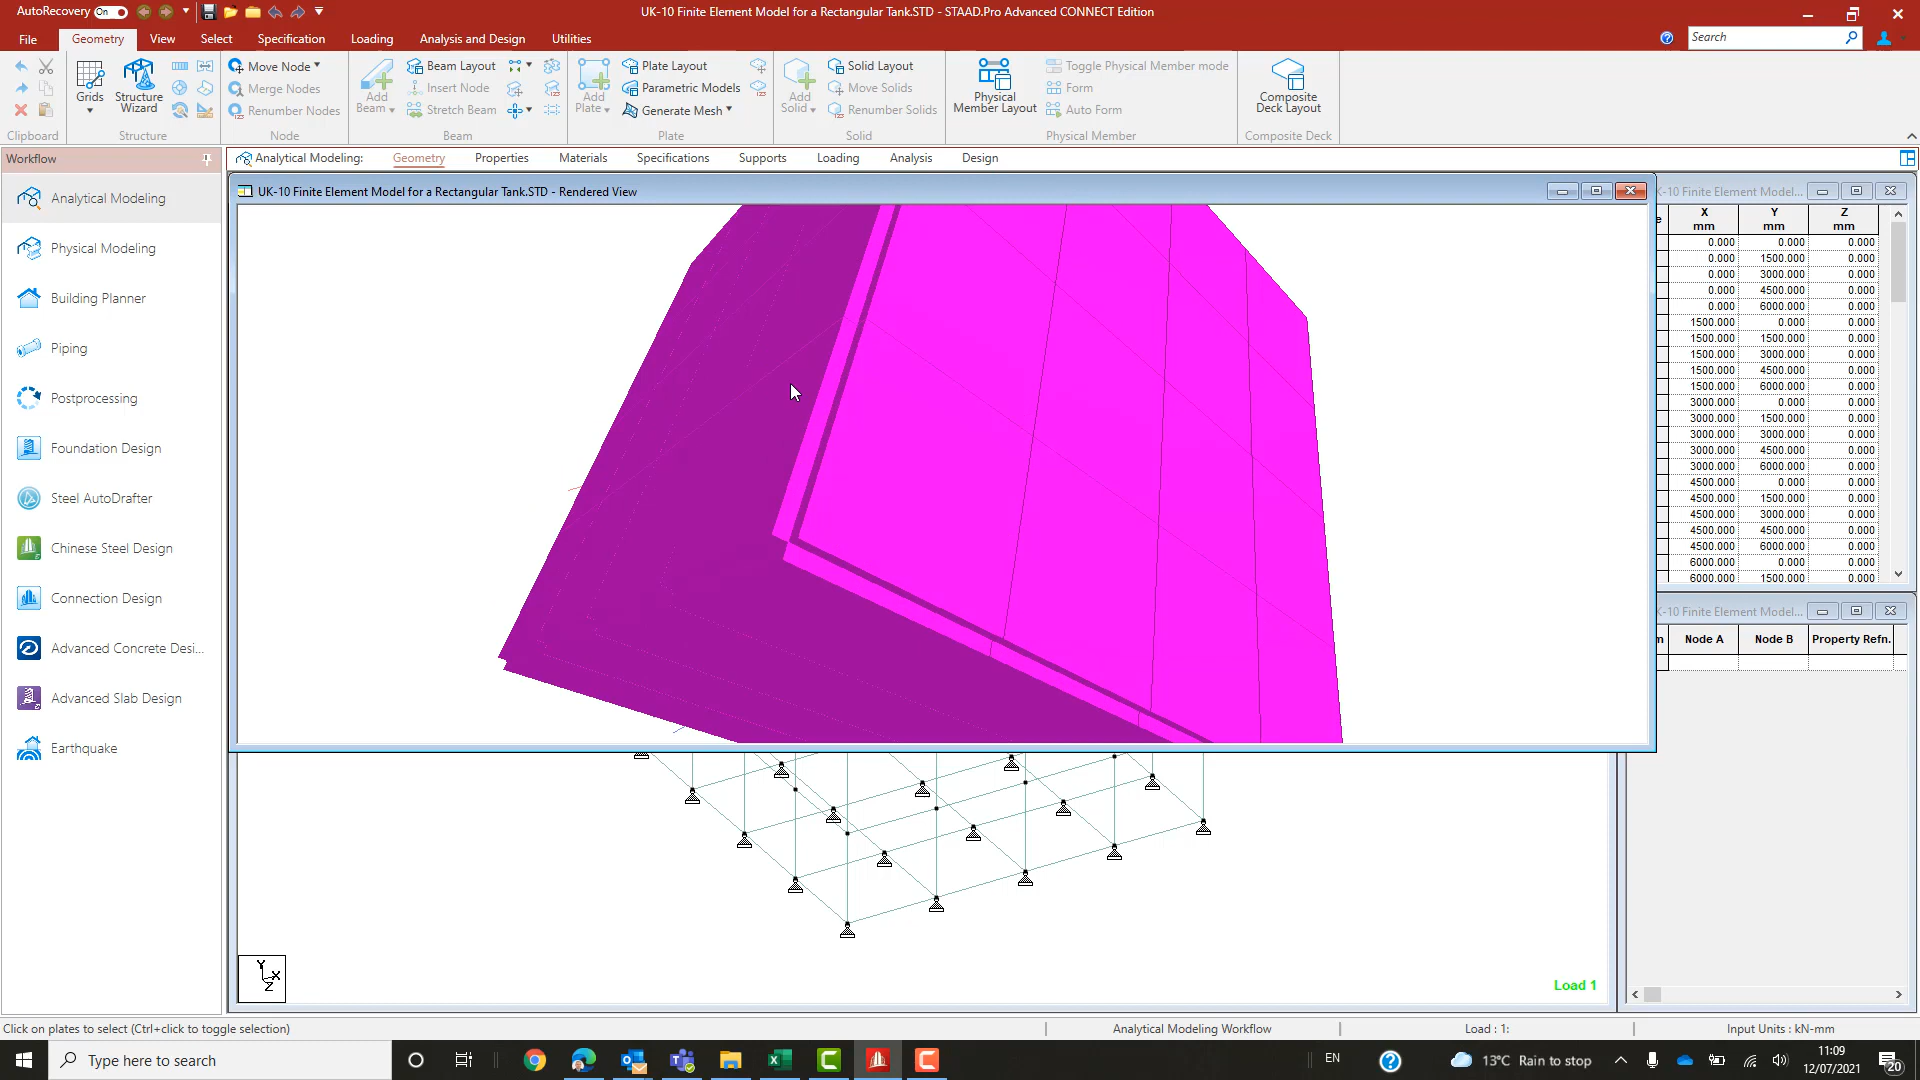 AutoRecovery On
UK-10 Finite Element Model for a Rectangular Tank.STD - STAAD.Pro Advanced CONNECT Edition
File Geometry View Select Specification Loading Analysis and Design Utilities
Search
Grids
Structure Wizard
Move Node
Merge Nodes
Renumber Nodes
Add Beam
Beam Layout
Insert Node
Stretch Beam
Add Plate
Plate Layout
Parametric Models
Generate Mesh
Add Solid
Solid Layout
Move Solids
Renumber Solids
Physical Member Layout
Toggle Physical Member mode
Form
Auto Form
Composite Deck Layout
Clipboard Structure Node Beam Plate Solid Physical Member Composite Deck
Workflow
Analytical Modeling: Geometry Properties Materials Specifications Supports Loading Analysis Design
Analytical Modeling
Physical Modeling
Building Planner
Piping
Postprocessing
Foundation Design
Steel AutoDrafter
Chinese Steel Design
Connection Design
Advanced Concrete Desi...
Advanced Slab Design
Earthquake
UK-10 Finite Element Model for a Rectangular Tank.STD - Rendered View
K-10 Finite Element Model...
e X mm Y mm Z mm
0.000 0.000 0.000
0.000 1500.000 0.000
0.000 3000.000 0.000
0.000 4500.000 0.000
0.000 6000.000 0.000
1500.000 0.000 0.000
1500.000 1500.000 0.000
1500.000 3000.000 0.000
1500.000 4500.000 0.000
1500.000 6000.000 0.000
3000.000 0.000 0.000
3000.000 1500.000 0.000
3000.000 3000.000 0.000
3000.000 4500.000 0.000
3000.000 6000.000 0.000
4500.000 0.000 0.000
4500.000 1500.000 0.000
4500.000 3000.000 0.000
4500.000 4500.000 0.000
4500.000 6000.000 0.000
6000.000 0.000 0.000
6000.000 1500.000 0.000
K-10 Finite Element Model...
m Node A Node B Property Refn.
Y
X
Z
Load 1
Click on plates to select (Ctrl+click to toggle selection) Analytical Modeling Workflow Load : 1: Input Units : kN-mm
Type here to search
EN
13°C Rain to stop
11:09
12/07/2021
20